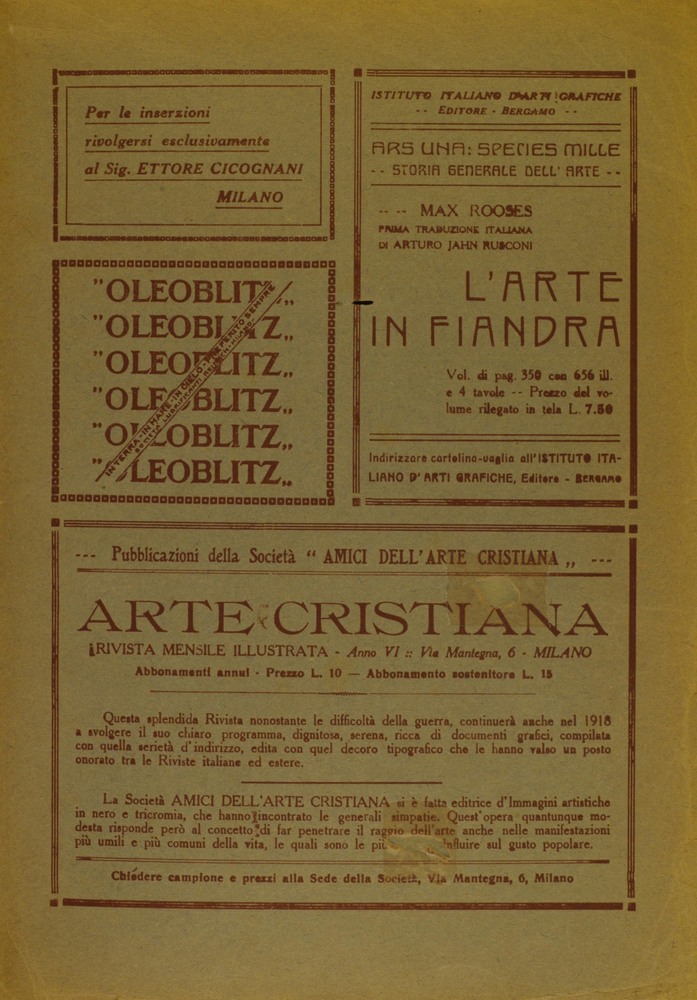 Per le inserzioni
rivolgersi esclusivamente
al Sig. ETTORE CICOGNANI
MILANO
"OLEOBLITZ„
"OLEOBLITZ„
"OLEOBLITZ„
"OLEOBLITZ„
"OLEOBLITZ„
"OLEOBLITZ„
IN TERRA-IN MARE-IN CIELO-PREFERITO SEMPRE
ISTITUTO ITALIANO D'ARTI GRAFICHE
-- EDITORE - BERGAMO --
ARS UNA: SPECIES MILLE
-- STORIA GENERALE DELL' ARTE --
-- -- MAX ROOSES
PRIMA TRADUZIONE ITALIANA
DI ARTURO JAHN RUSCONI
L'ARTE
IN FIANDRA
Vol. di pag. 350 con 656 ill.
e 4 tavole -- Prezzo del vo-
lume rilegato in tela L. 7.50
Indirizzare cartolina-vaglia all'ISTITUTO ITA-
LIANO D' ARTI GRAFICHE, Editore - BERGAMO
--- Pubblicazioni della Società “ AMICI DELL'ARTE CRISTIANA „ ---
ARTE CRISTIANA
RIVISTA MENSILE ILLUSTRATA - Anno VI :: Via Mantegna, 6 - MILANO
Abbonamenti annui - Prezzo L. 10 — Abbonamento sostenitore L. 15
Questa splendida Rivista nonostante le difficoltà della guerra, continuerà anche nel 1918
a svolgere il suo chiaro programma, dignitosa, serena, ricca di documenti grafici, compilata
con quella serietà d'indirizzo, edita con quel decoro tipografico che le hanno valso un posto
onorato tra le Riviste italiane ed estere.
La Società AMICI DELL'ARTE CRISTIANA si è fatta editrice d'Immagini artistiche
in nero e tricromia, che hanno incontrato le generali simpatie. Quest'opera quantunque mo-
desta risponde però al concetto di far penetrare il raggio dell'arte anche nelle manifestazioni
più umili e più comuni della vita, le quali sono le più influire sul gusto popolare.
Chiedere campione e prezzi alla Sede della Società, Via Mantegna, 6, Milano